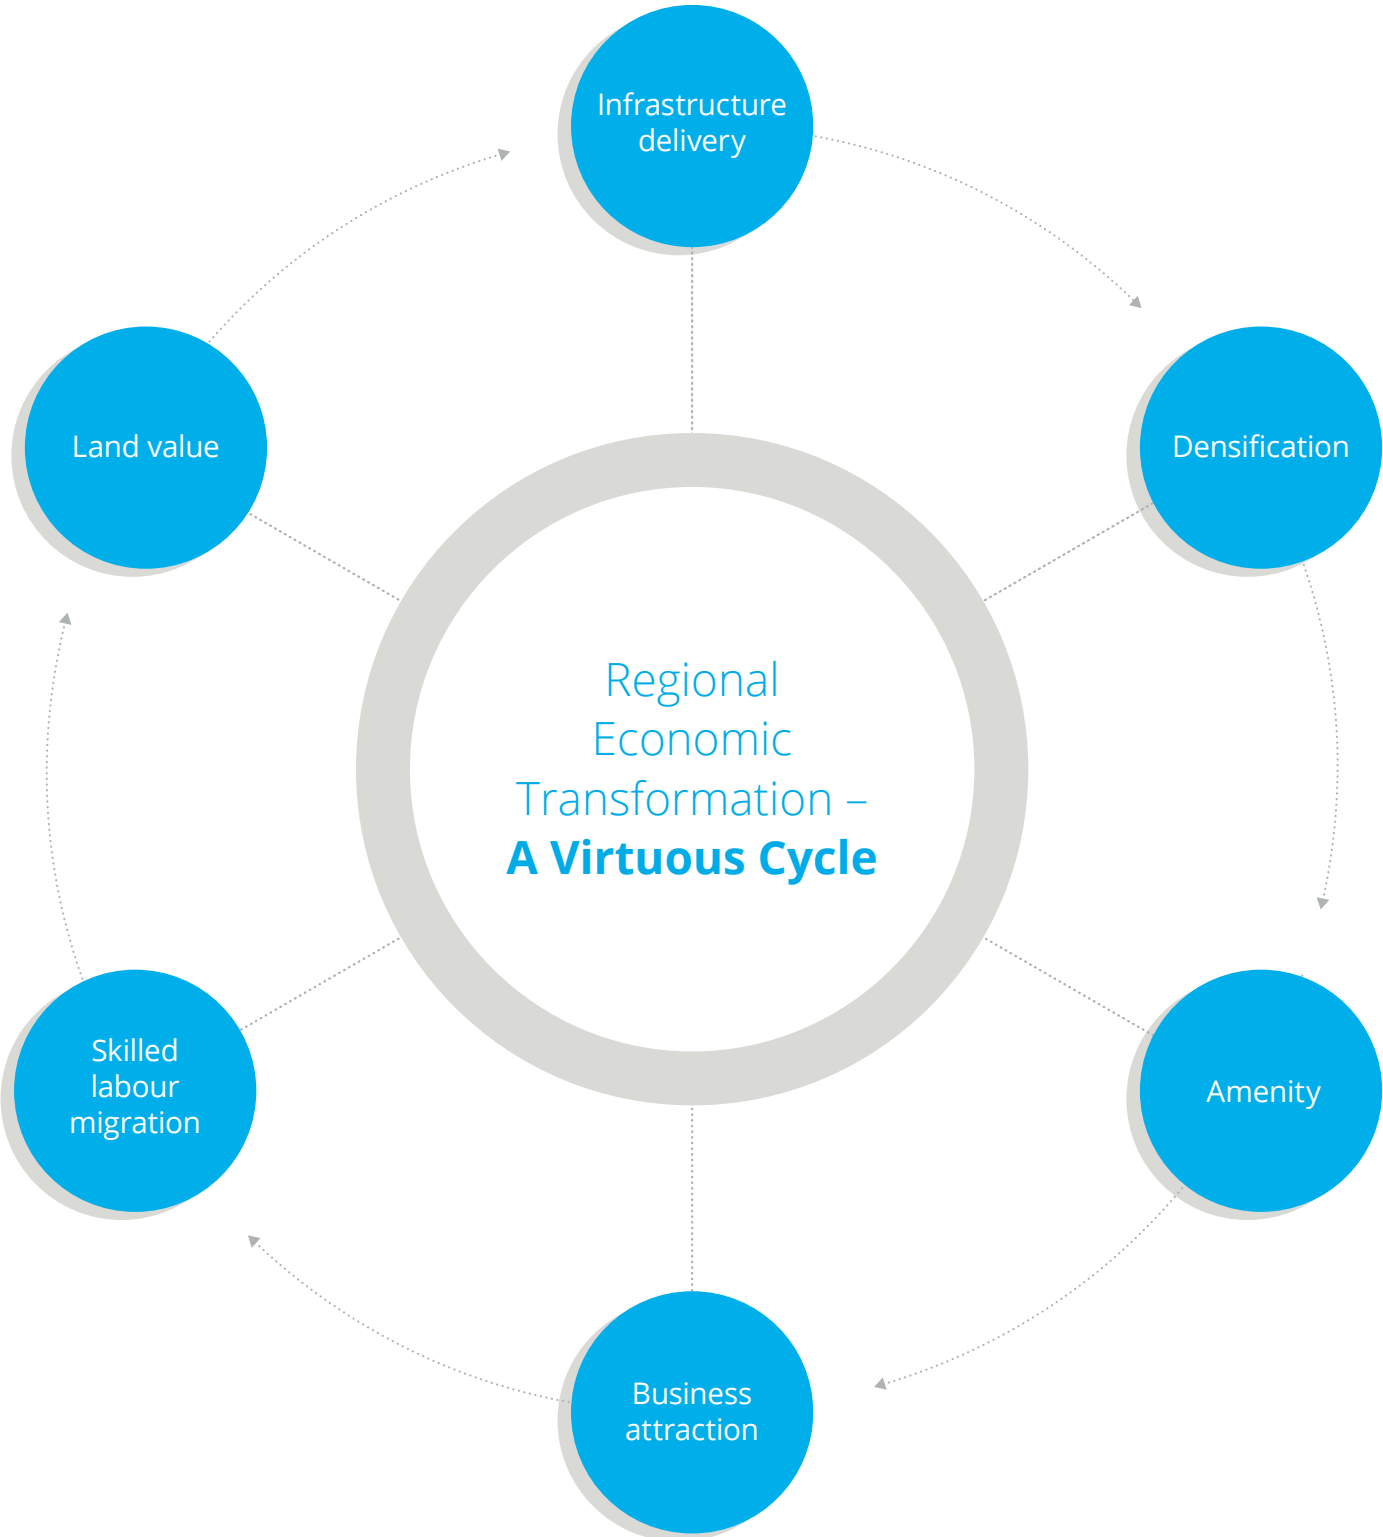 Infrastructure
delivery
Densification
Amenity
Business
attraction
Skilled
labour
migration
Land value
Regional
Economic
Transformation –
A Virtuous Cycle